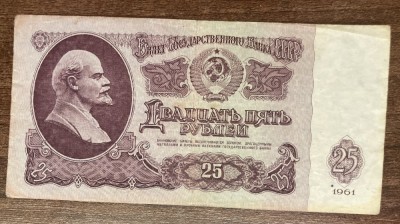 Билет Государственного Банка СССР
Двадцать пять
рублей
25
25
1961